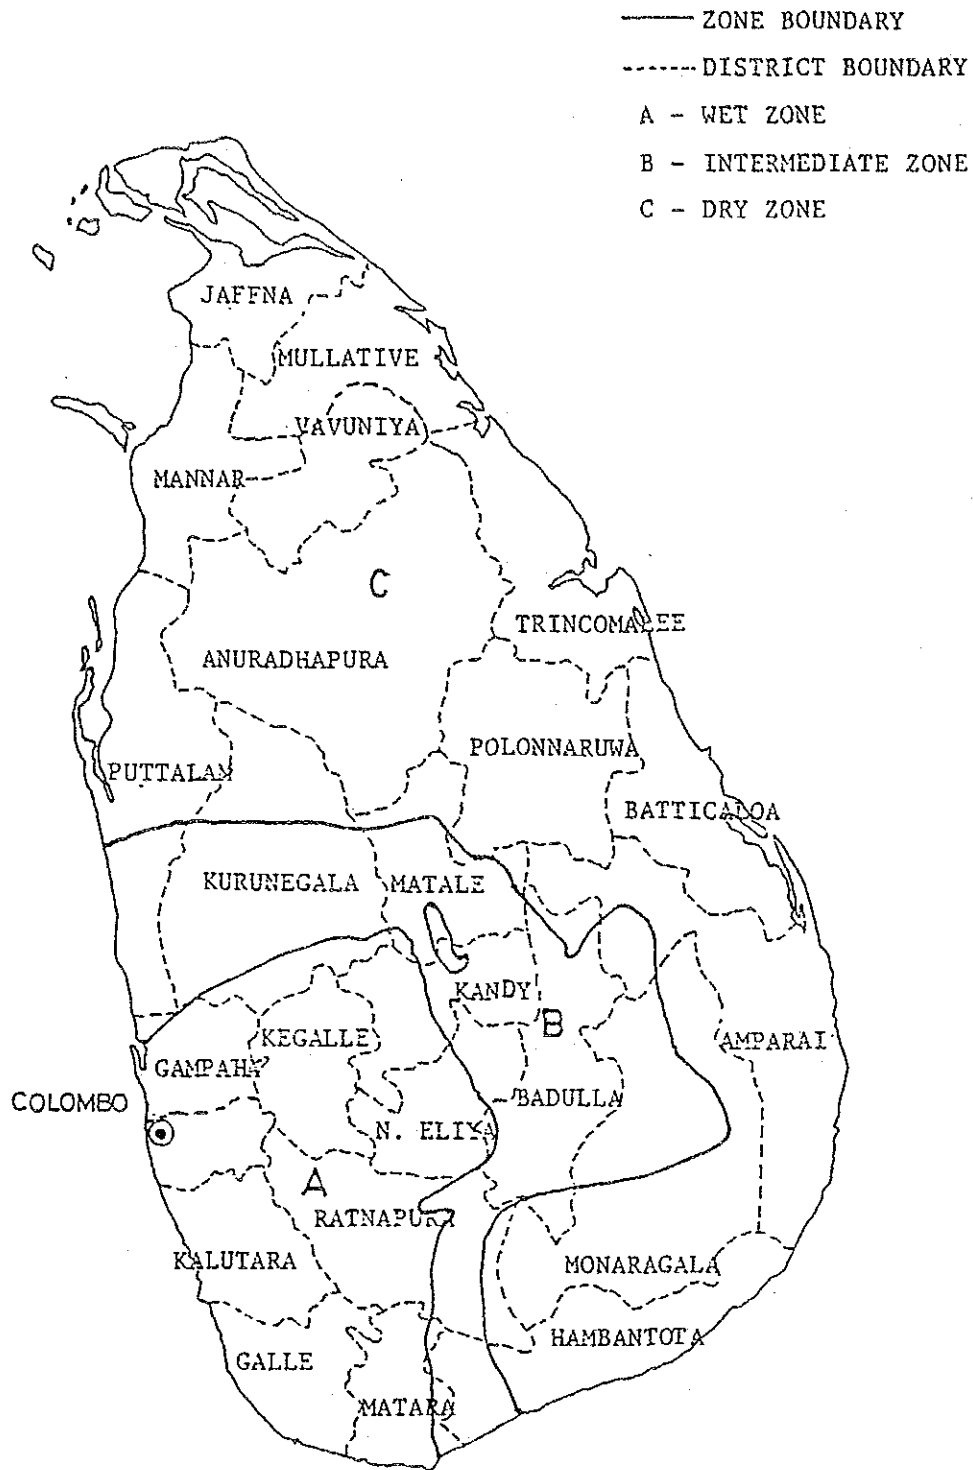 ZONE BOUNDARY
DISTRICT BOUNDARY
A - WET ZONE
B - INTERMEDIATE ZONE
C - DRY ZONE
JAFFNA
MULLATIVE
VAVUNIYA
MANNAR
C
TRINCOMALEE
ANURADHAPURA
POLONNARUWA
PUTTALAM
BATTICALOA
KURUNEGALA
MATALE
KANDY
B
KEGALLE
AMPARAI
GAMPAHA
BADULLA
COLOMBO
N. ELIYA
A
RATNAPURA
KALUTARA
MONARAGALA
HAMBANTOTA
GALLE
MATARA